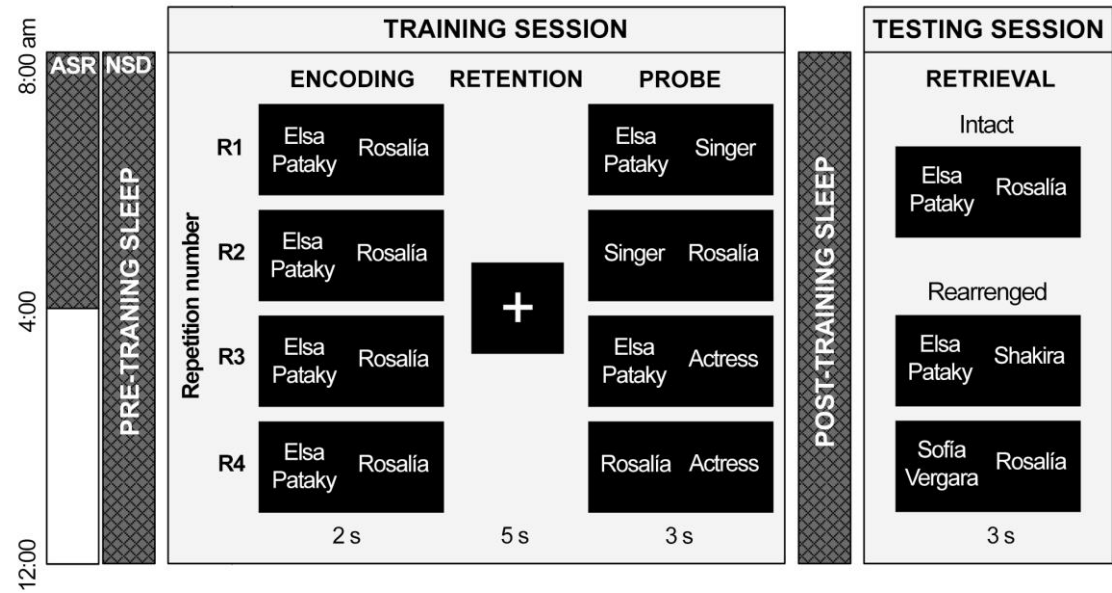 8:00 am
4:00
12:00
ASR
NSD
PRE-TRANING SLEEP
TRAINING SESSION
ENCODING
RETENTION
PROBE
Repetition number
R1
Elsa
Pataky
Rosalía
Elsa
Pataky
Singer
R2
Elsa
Pataky
Rosalía
Singer
Rosalía
R3
Elsa
Pataky
Rosalía
+
Elsa
Pataky
Actress
R4
Elsa
Pataky
Rosalía
Rosalía
Actress
2 s
5 s
3 s
POST-TRAINING SLEEP
TESTING SESSION
RETRIEVAL
Intact
Elsa
Pataky
Rosalía
Rearrenged
Elsa
Pataky
Shakira
Sofía
Vergara
Rosalía
3 s